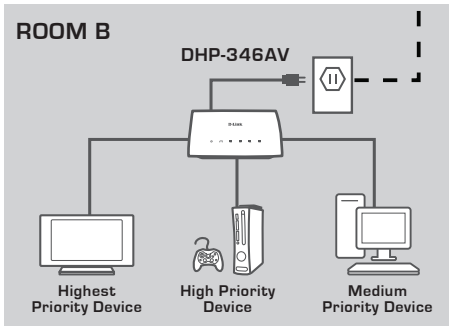 ROOM B
DHP-346AV
D-Link
Highest
Priority Device
High Priority
Device
Medium
Priority Device